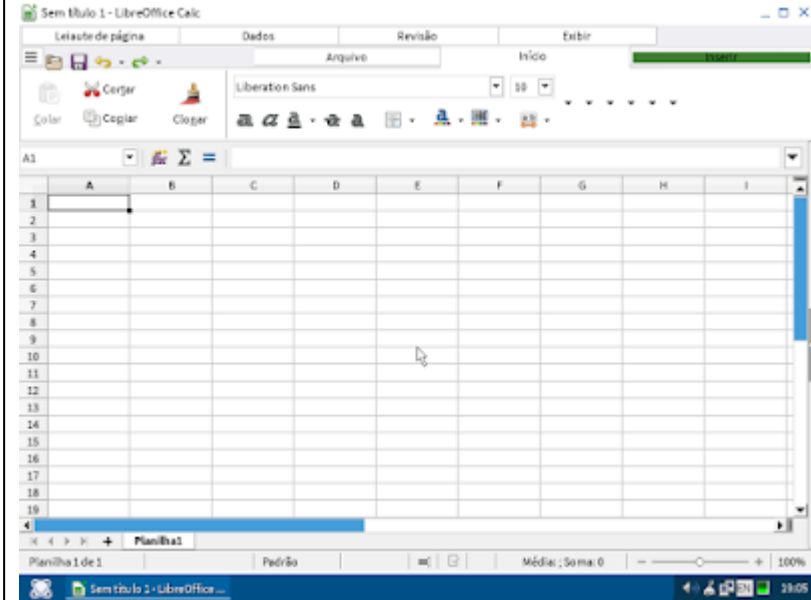 Sem título 1 - LibreOffice Calc
Leiaute de página Dados Revisão Exibir
Arquivo Início Inserir
Cortar Liberation Sans 10
Colar Copiar Clonar
A1
A B C D E F G H I
1
2
3
4
5
6
7
8
9
10
11
12
13
14
15
16
17
18
19
Planilha1
Planilha 1 de 1 Padrão Média: ; Soma: 0 100%
Sem título 1 - LibreOffice ... EN 19:05